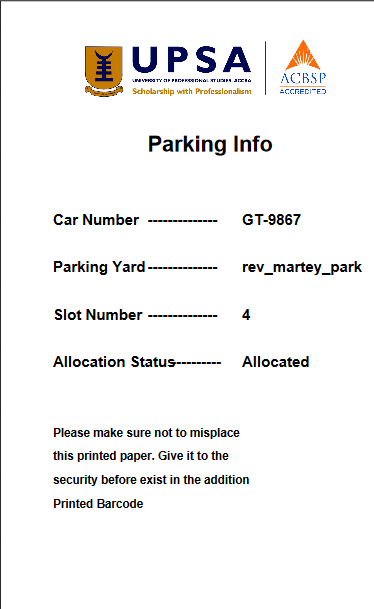 UPSA
UNIVERSITY OF PROFESSIONAL STUDIES, ACCRA
Scholarship with Professionalism
ACBSP
ACCREDITED
Parking Info
Car Number -------------- GT-9867
Parking Yard -------------- rev_martey_park
Slot Number -------------- 4
Allocation Status---------- Allocated
Please make sure not to misplace
this printed paper. Give it to the
security before exist in the addition
Printed Barcode